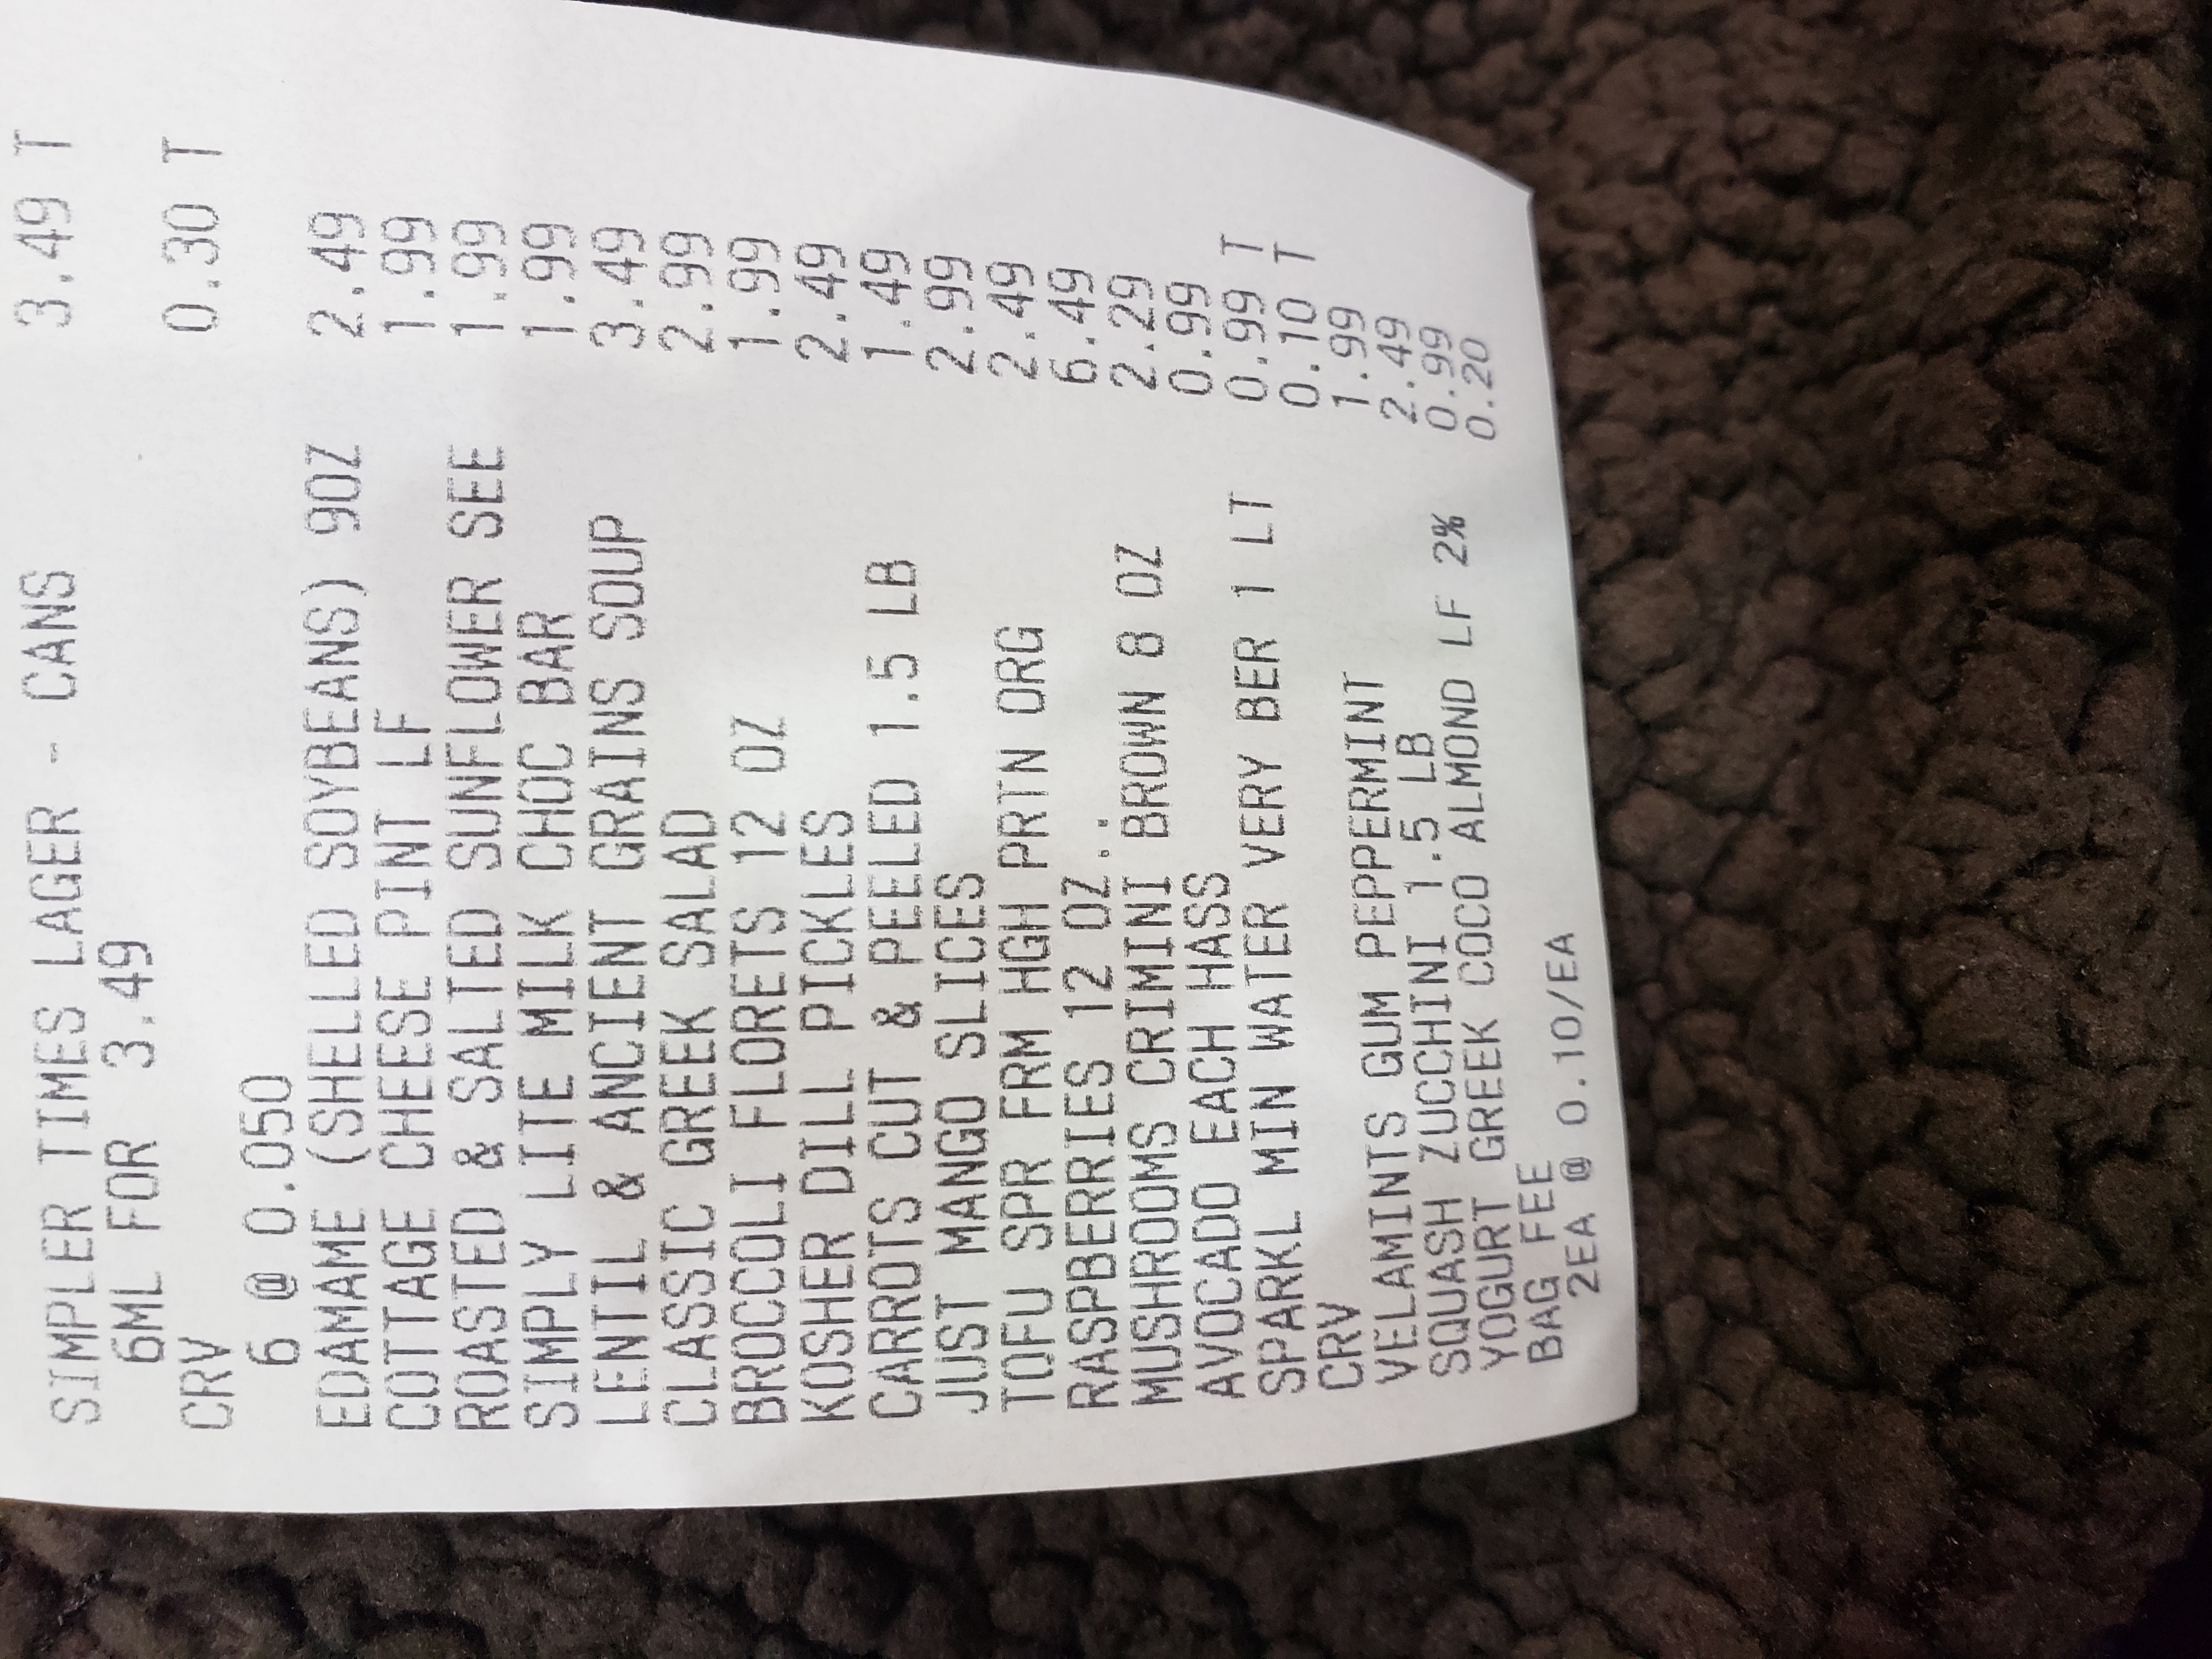 SIMPLER TIMES LAGER - CANS 3.49 T
6ML FOR 3.49
CRV 0.30 T
6 @ 0.050
EDAMAME (SHELLED SOYBEANS) 9OZ 2.49
COTTAGE CHEESE PINT LF 1.99
ROASTED & SALTED SUNFLOWER SEE 1.99
SIMPLY LITE MILK CHOC BAR 1.99
LENTIL & ANCIENT GRAINS SOUP 3.49
CLASSIC GREEK SALAD 2.99
BROCCOLI FLORETS 12 OZ 1.99
KOSHER DILL PICKLES 2.49
CARROTS CUT & PEELED 1.5 LB 1.49
JUST MANGO SLICES 2.99
TOFU SPR FRM HGH PRTN ORG 2.49
RASPBERRIES 12 OZ.. 6.49
MUSHROOMS CRIMINI BROWN 8 OZ 2.29
AVOCADO EACH HASS 0.99
SPARKL MIN WATER VERY BER 1 LT 0.99 T
CRV 0.10 T
VELAMINTS GUM PEPPERMINT 1.99
SQUASH ZUCCHINI 1.5 LB 2.49
YOGURT GREEK COCO ALMOND LF 2% 0.99
BAG FEE 0.20
2EA @ 0.10/EA